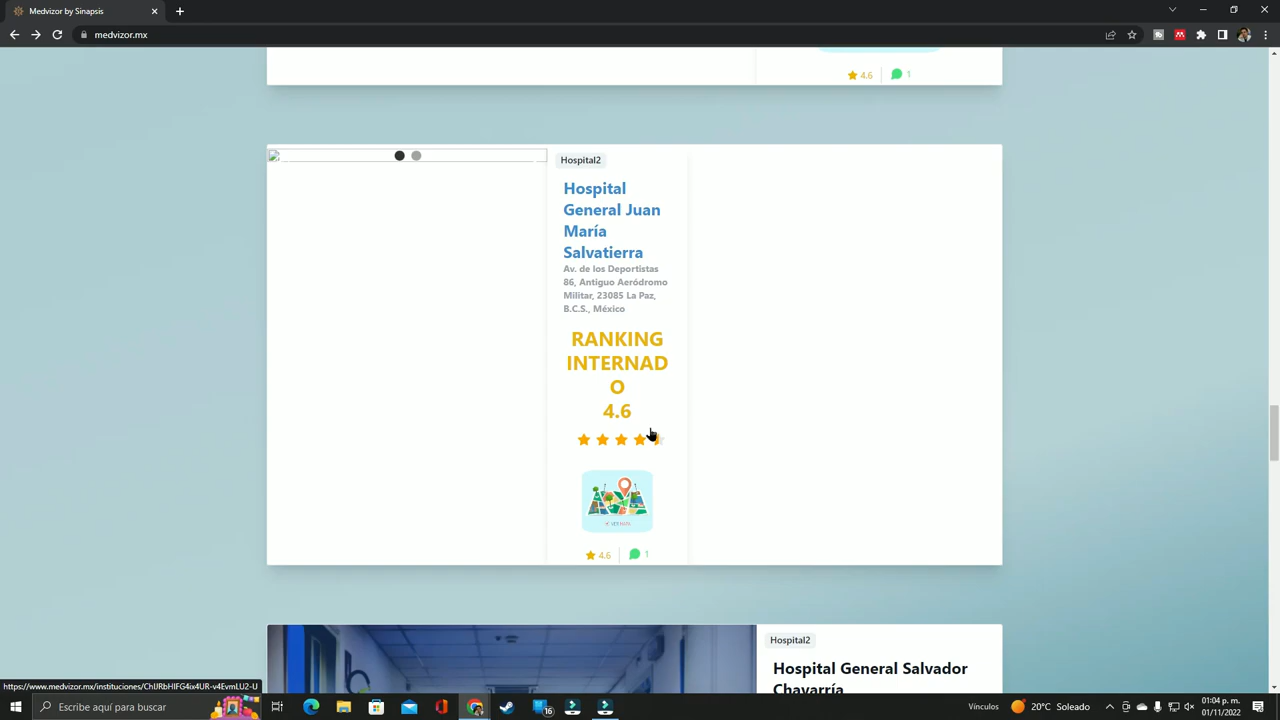 Medvizor by Sinapsis
medvizor.mx
4.6 1
Hospital2
Hospital
General Juan
María
Salvatierra
Av. de los Deportistas
86, Antiguo Aeródromo
Militar, 23085 La Paz,
B.C.S., México
RANKING
INTERNAD
O
4.6
VER MAPA
4.6 1
Hospital2
Hospital General Salvador
Chavarría
https://www.medvizor.mx/instituciones/ChIJRbHIFG4ix4UR-v4EvmLU2-U
Escribe aquí para buscar
16
Vínculos
20°C Soleado
01:04 p. m.
01/11/2022